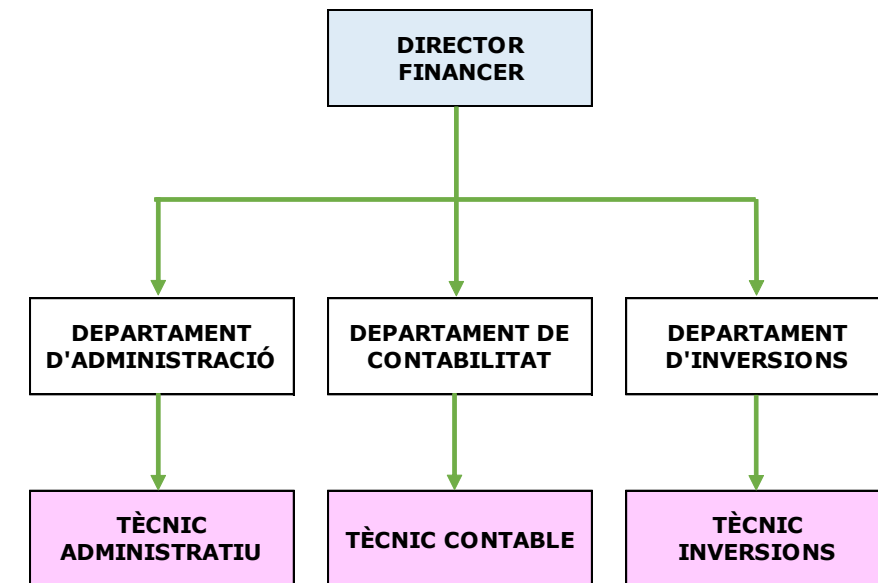 DIRECTOR
FINANCER
DEPARTAMENT
D'ADMINISTRACIÓ
DEPARTAMENT DE
CONTABILITAT
DEPARTAMENT
D'INVERSIONS
TÈCNIC
ADMINISTRATIU
TÈCNIC CONTABLE
TÈCNIC
INVERSIONS